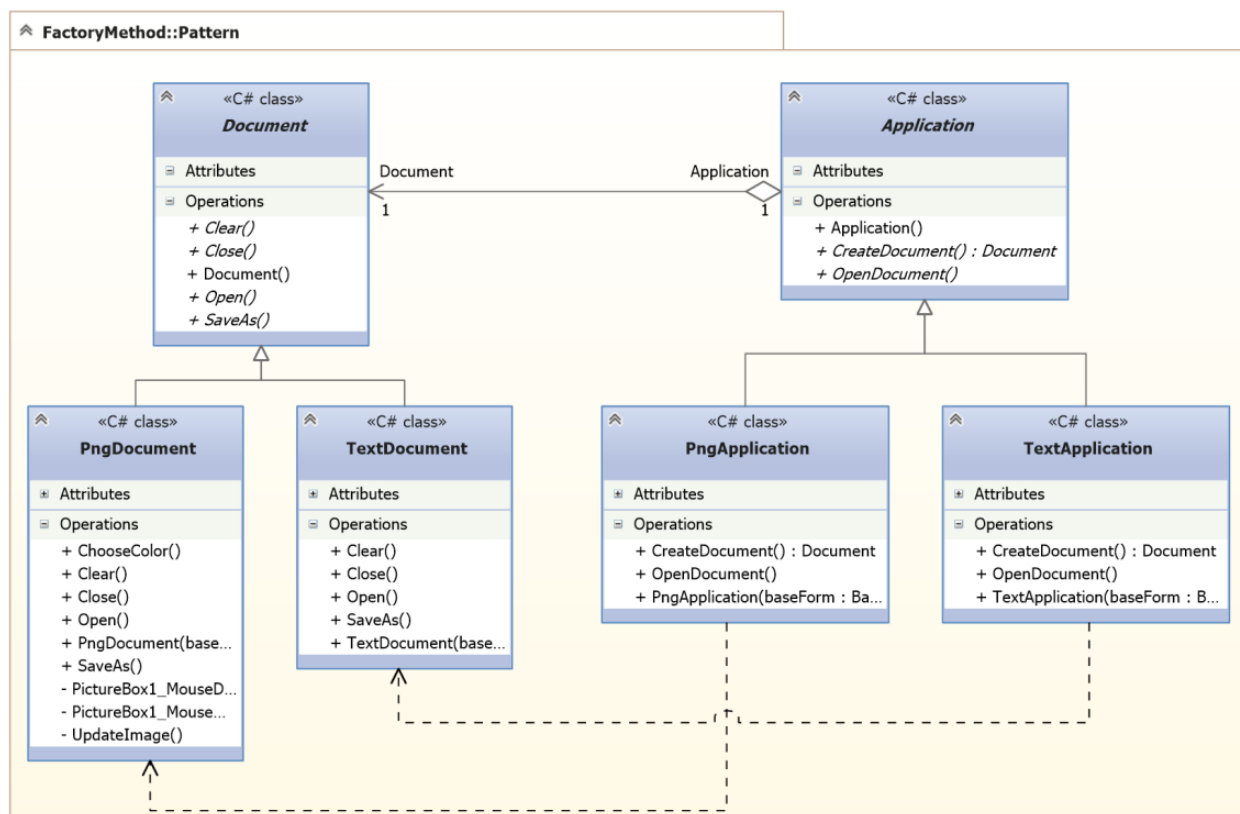 FactoryMethod::Pattern
«C# class»
Document
Attributes
Operations
+ Clear()
+ Close()
+ Document()
+ Open()
+ SaveAs()
Document
1
Application
1
«C# class»
Application
Attributes
Operations
+ Application()
+ CreateDocument() : Document
+ OpenDocument()
«C# class»
PngDocument
Attributes
Operations
+ ChooseColor()
+ Clear()
+ Close()
+ Open()
+ PngDocument(base...
+ SaveAs()
- PictureBox1_MouseD...
- PictureBox1_Mouse...
- UpdateImage()
«C# class»
TextDocument
Attributes
Operations
+ Clear()
+ Close()
+ Open()
+ SaveAs()
+ TextDocument(base...
«C# class»
PngApplication
Attributes
Operations
+ CreateDocument() : Document
+ OpenDocument()
+ PngApplication(baseForm : Ba...
«C# class»
TextApplication
Attributes
Operations
+ CreateDocument() : Document
+ OpenDocument()
+ TextApplication(baseForm : B...